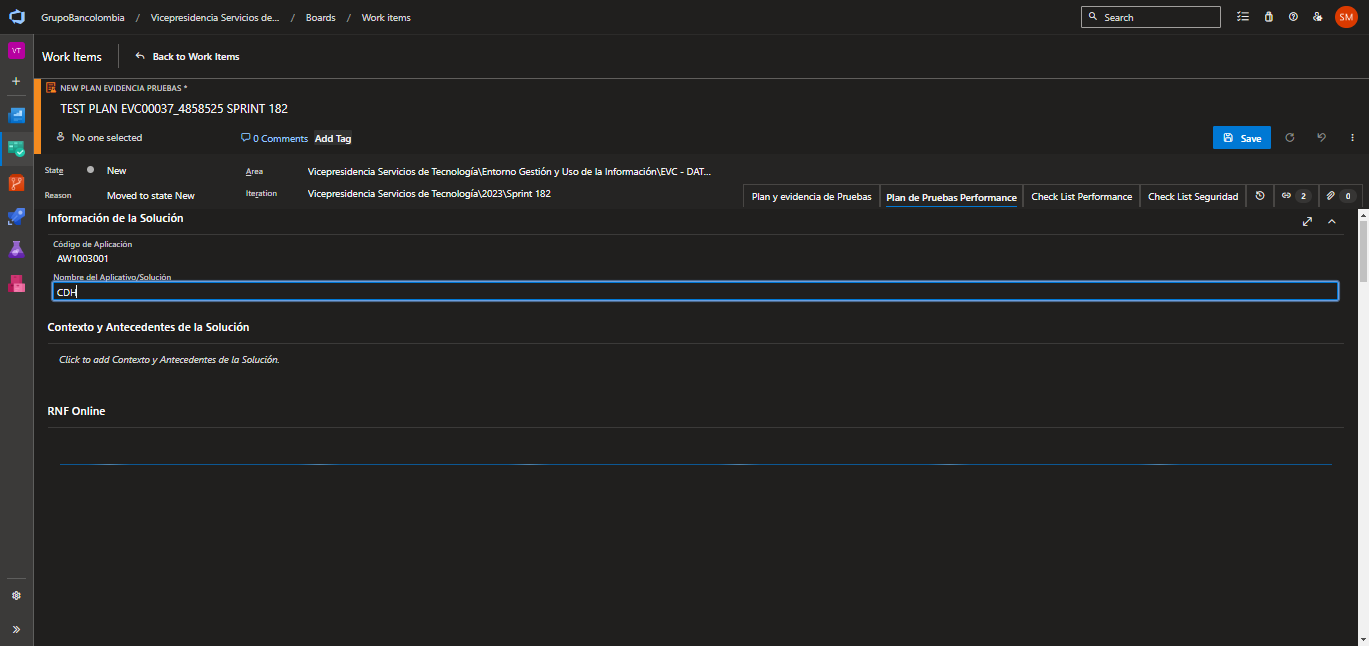 GrupoBancolombia / Vicepresidencia Servicios de... / Boards / Work items
Search
SM
VT
Work Items
Back to Work Items
NEW PLAN EVIDENCIA PRUEBAS *
TEST PLAN EVC00037_4858525 SPRINT 182
No one selected
0 Comments
Add Tag
Save
State
New
Area
Vicepresidencia Servicios de Tecnología\Entorno Gestión y Uso de la Información\EVC - DAT...
Reason
Moved to state New
Iteration
Vicepresidencia Servicios de Tecnología\2023\Sprint 182
Plan y evidencia de Pruebas
Plan de Pruebas Performance
Check List Performance
Check List Seguridad
2
0
Información de la Solución
Código de Aplicación
AW1003001
Nombre del Aplicativo/Solución
CDH
Contexto y Antecedentes de la Solución
Click to add Contexto y Antecedentes de la Solución.
RNF Online